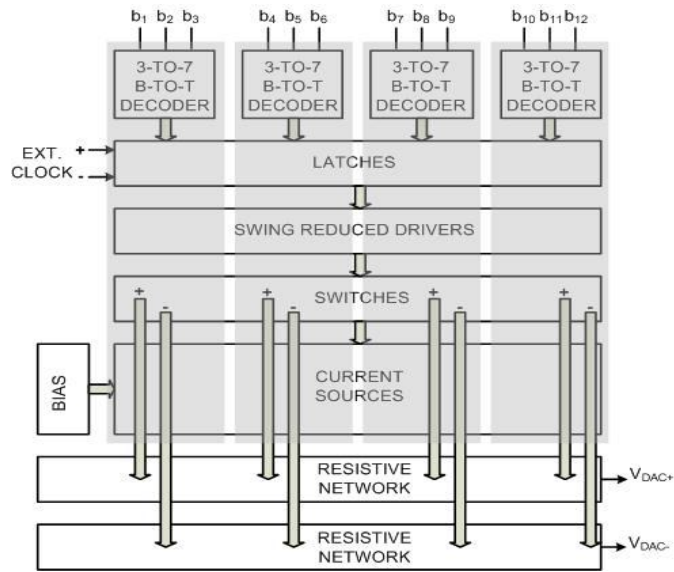 b1 b2 b3 b4 b5 b6 b7 b8 b9 b10 b11 b12
3-TO-7 3-TO-7 3-TO-7 3-TO-7
B-TO-T B-TO-T B-TO-T B-TO-T
DECODER DECODER DECODER DECODER
EXT. +
CLOCK -
LATCHES
SWING REDUCED DRIVERS
+ - + - + - + -
SWITCHES
BIAS
CURRENT
SOURCES
RESISTIVE
NETWORK
VDAC+
RESISTIVE
NETWORK
VDAC-